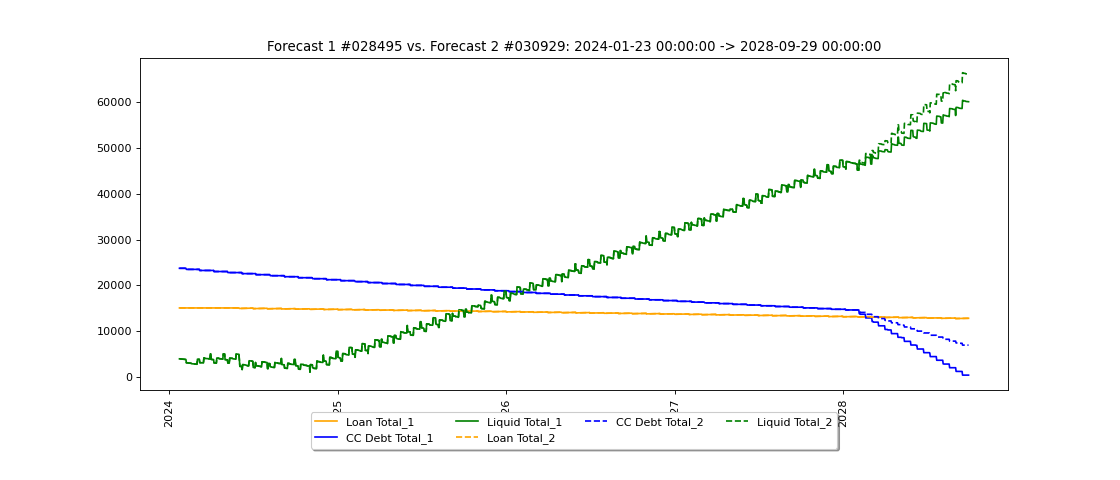 Forecast 1 #028495 vs. Forecast 2 #030929: 2024-01-23 00:00:00 -> 2028-09-29 00:00:00
60000
50000
40000
30000
20000
10000
0
2024
25
26
27
2028
Loan Total_1
Liquid Total_1
CC Debt Total_2
Liquid Total_2
CC Debt Total_1
Loan Total_2